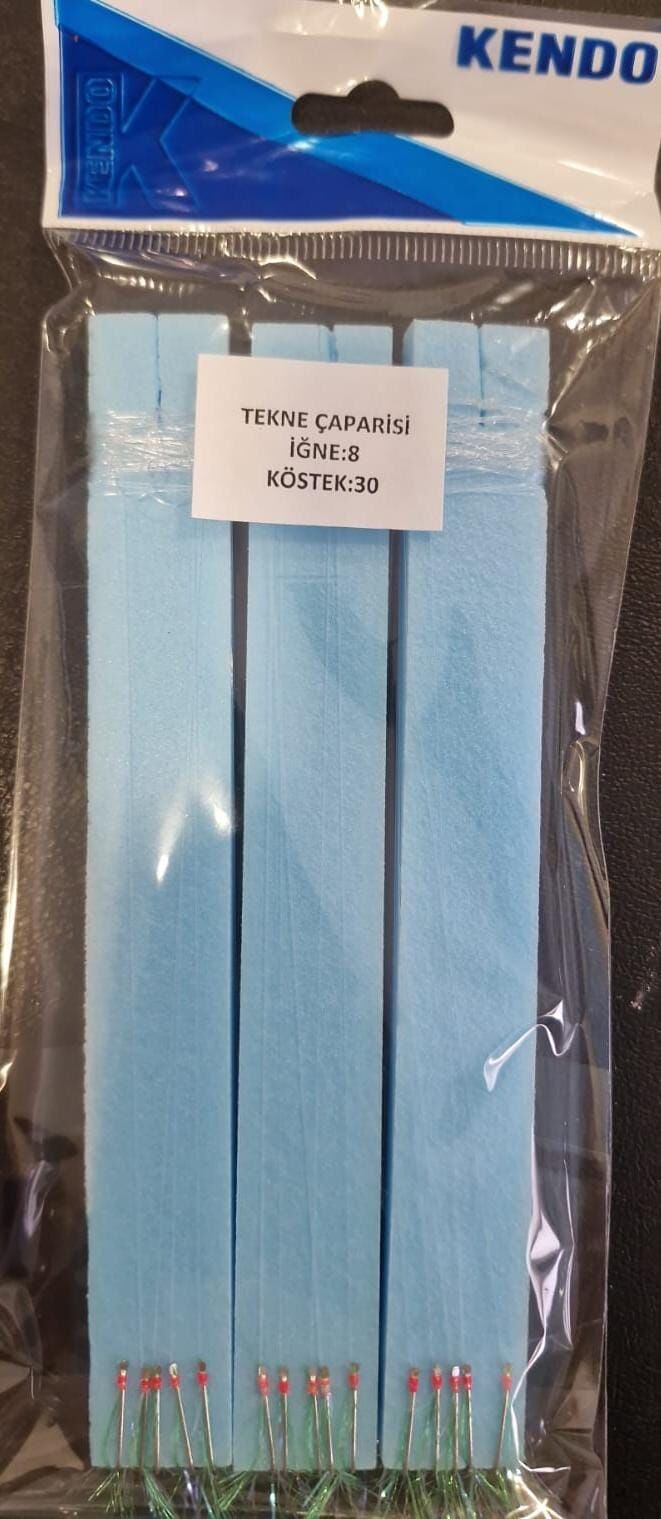 KENDO
KENDO
K
TEKNE ÇAPARİSİ
İĞNE:8
KÖSTEK:30